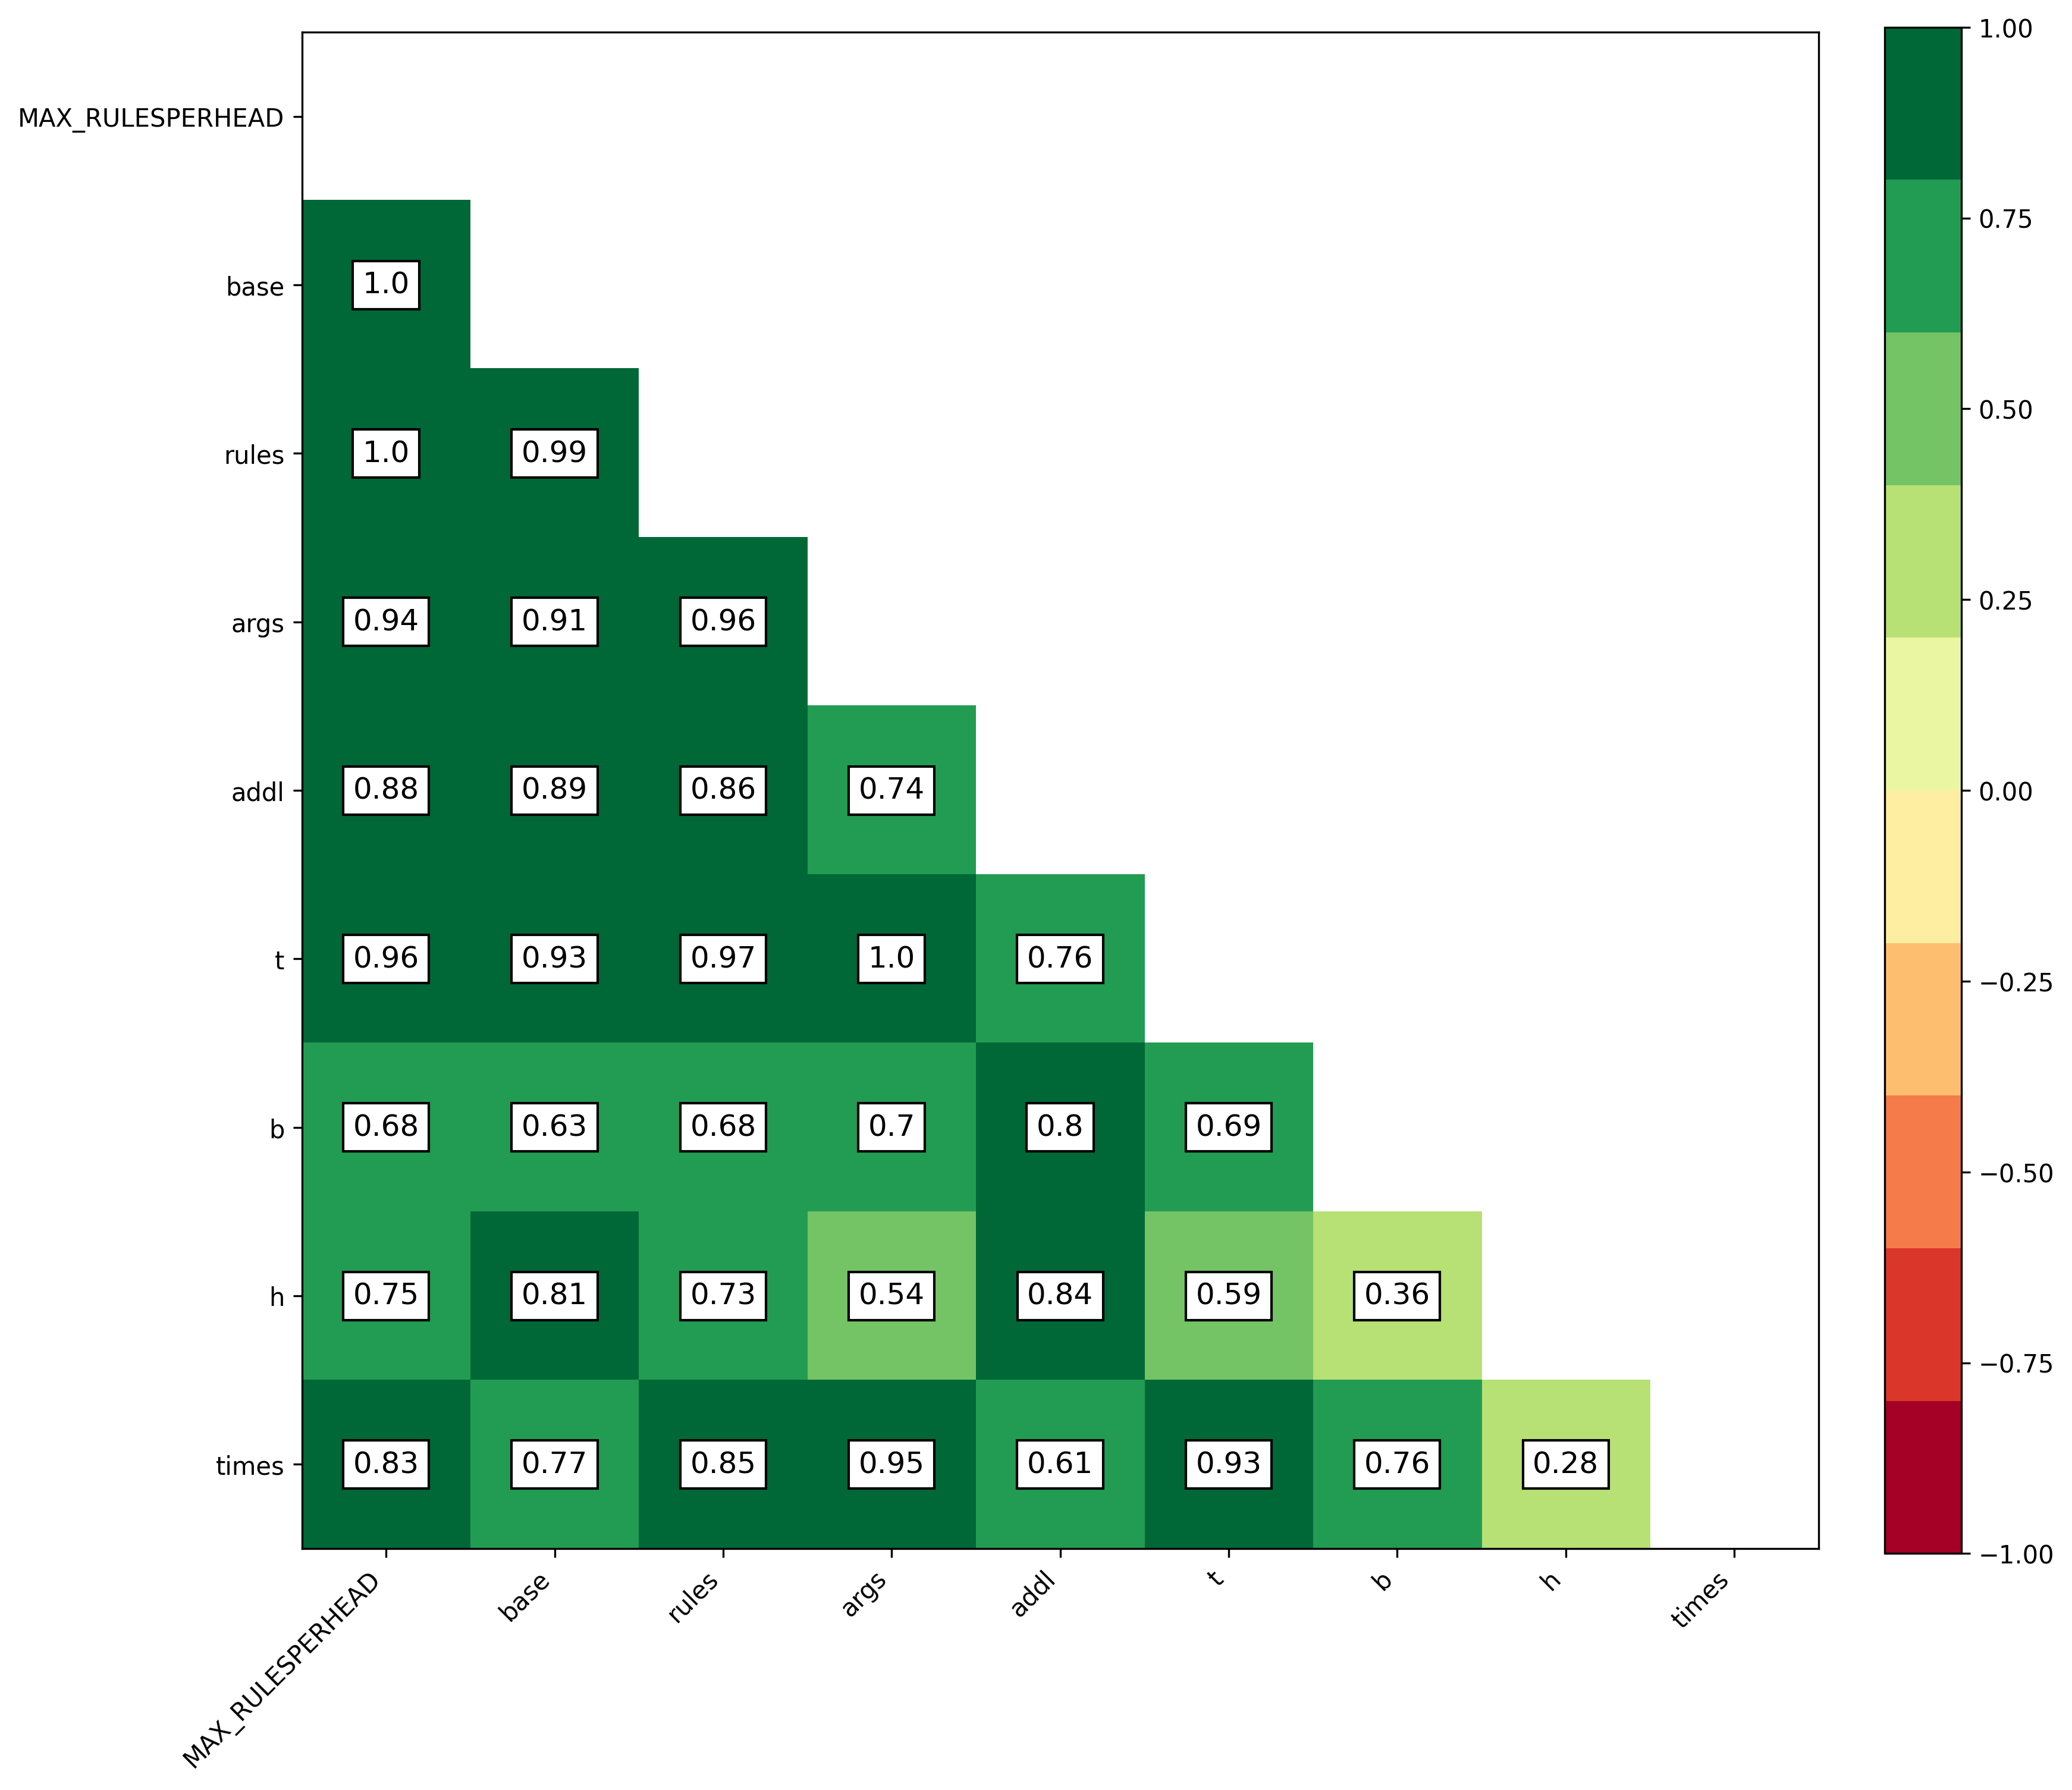 MAX_RULESPERHEAD
base 1.0
rules 1.0 0.99
args 0.94 0.91 0.96
addl 0.88 0.89 0.86 0.74
t 0.96 0.93 0.97 1.0 0.76
b 0.68 0.63 0.68 0.7 0.8 0.69
h 0.75 0.81 0.73 0.54 0.84 0.59 0.36
times 0.83 0.77 0.85 0.95 0.61 0.93 0.76 0.28
MAX_RULESPERHEAD base rules args addl t b h times
1.00
0.75
0.50
0.25
0.00
−0.25
−0.50
−0.75
−1.00